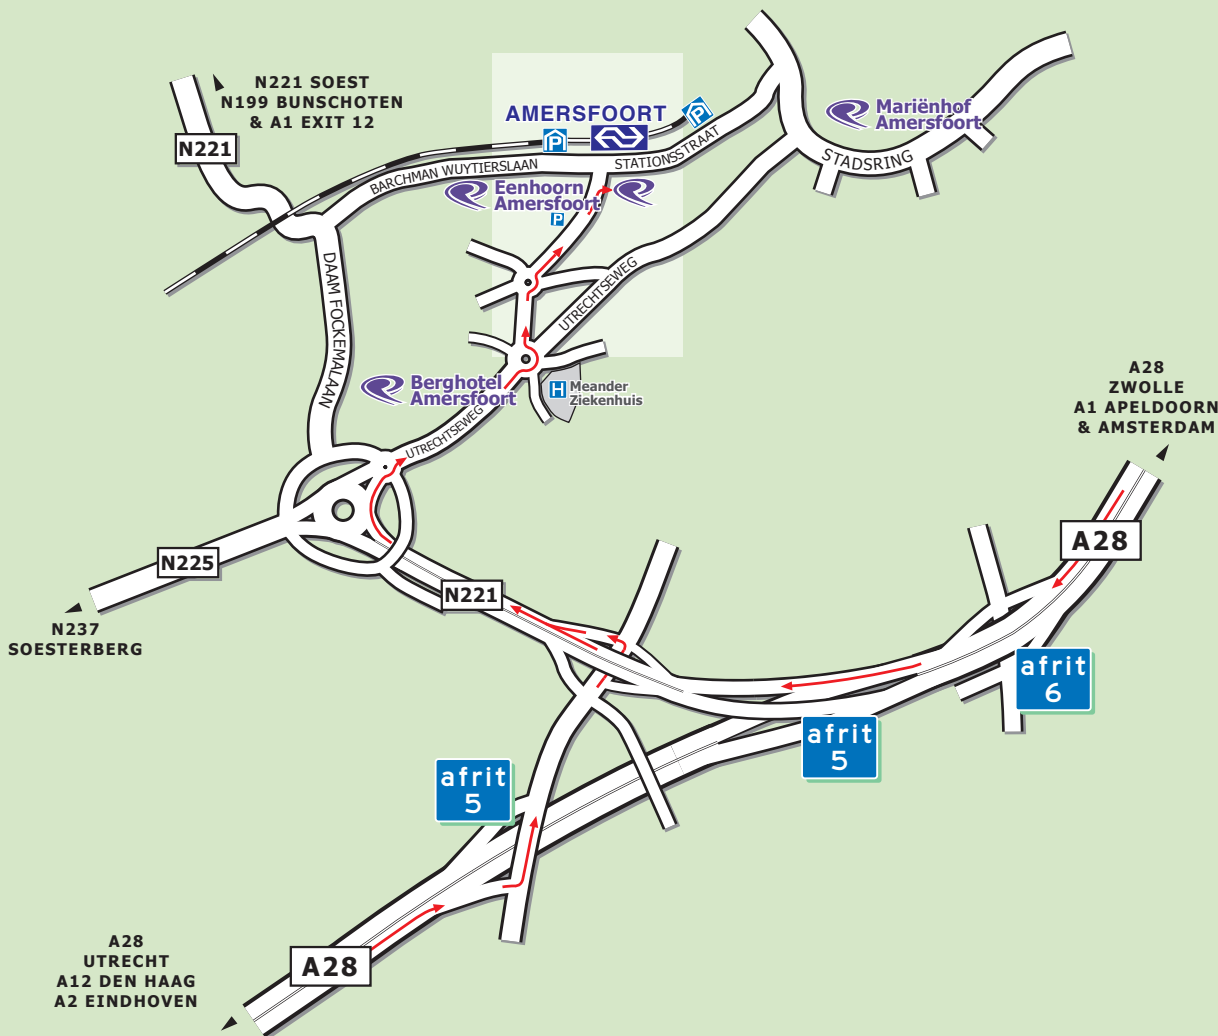 N221 SOEST
N199 BUNSCHOTEN
& A1 EXIT 12
N221
AMERSFOORT
P
P
Mariënhof
Amersfoort
STADSRING
STATIONSSTRAAT
BARCHMAN WUYTIERSLAAN
Eenhoorn
Amersfoort
P
DAAM FOCKEMALAAN
UTRECHTSEWEG
Berghotel
Amersfoort
H Meander
Ziekenhuis
UTRECHTSEWEG
A28
ZWOLLE
A1 APELDOORN
& AMSTERDAM
A28
N225
N221
N237
SOESTERBERG
afrit
6
afrit
5
afrit
5
A28
UTRECHT
A12 DEN HAAG
A2 EINDHOVEN
A28